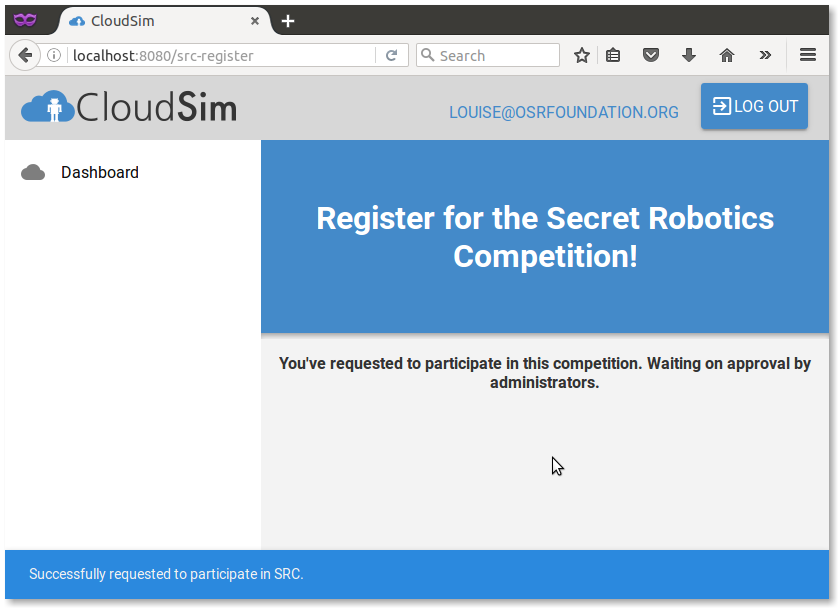 CloudSim
localhost:8080/src-register
Search
CloudSim
LOUISE@OSRFOUNDATION.ORG
LOG OUT
Dashboard
Register for the Secret Robotics
Competition!
You've requested to participate in this competition. Waiting on approval by
administrators.
Successfully requested to participate in SRC.